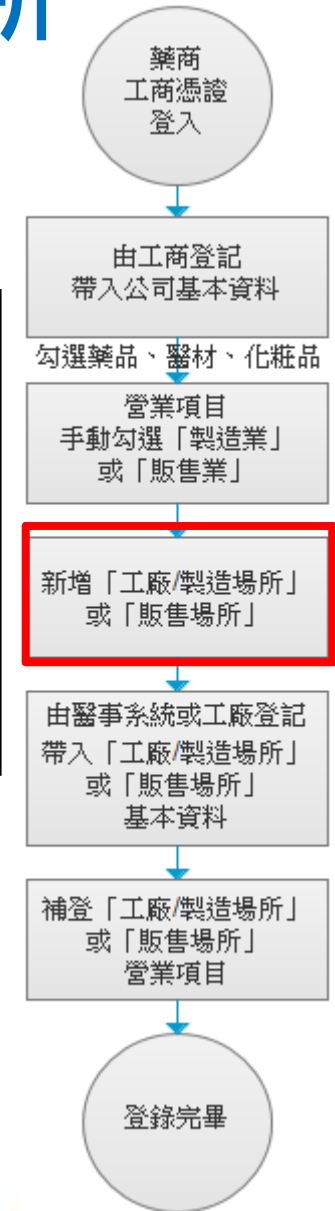 所
藥商
工商憑證
登入
由工商登記
帶入公司基本資料
勾選藥品、醫材、化粧品
營業項目
手動勾選「製造業」
或「販售業」
新增「工廠/製造場所」
或「販售場所」
由醫事系統或工廠登記
帶入「工廠/製造場所」
或「販售場所」
基本資料
補登「工廠/製造場所」
或「販售場所」
營業項目
登錄完畢